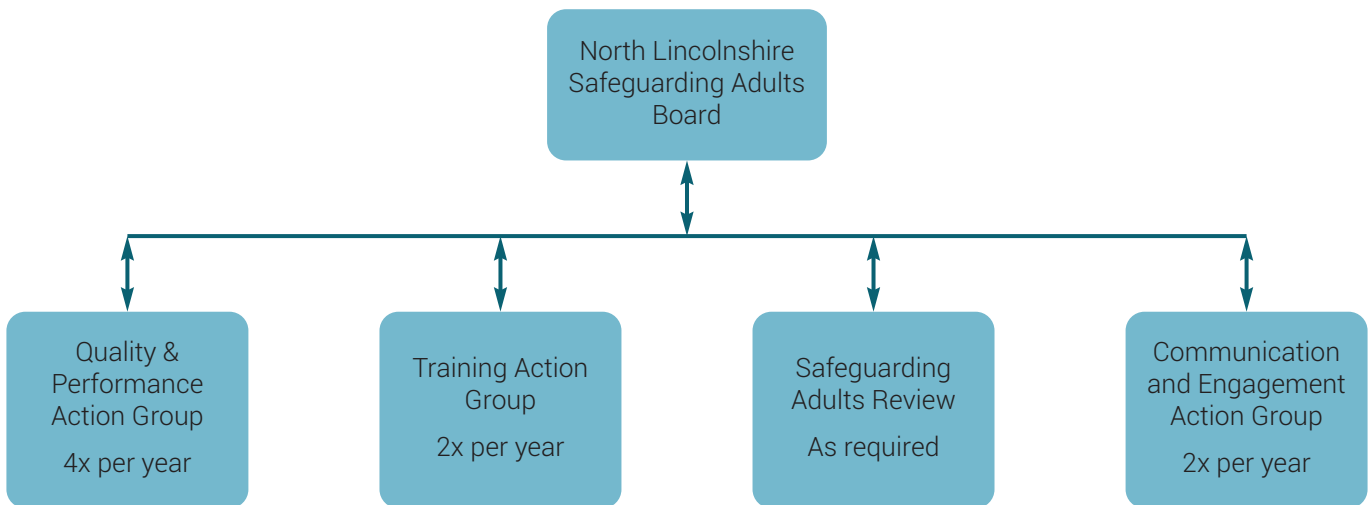 North Lincolnshire
Safeguarding Adults
Board
Quality &
Performance
Action Group
4x per year
Training Action
Group
2x per year
Safeguarding
Adults Review
As required
Communication
and Engagement
Action Group
2x per year